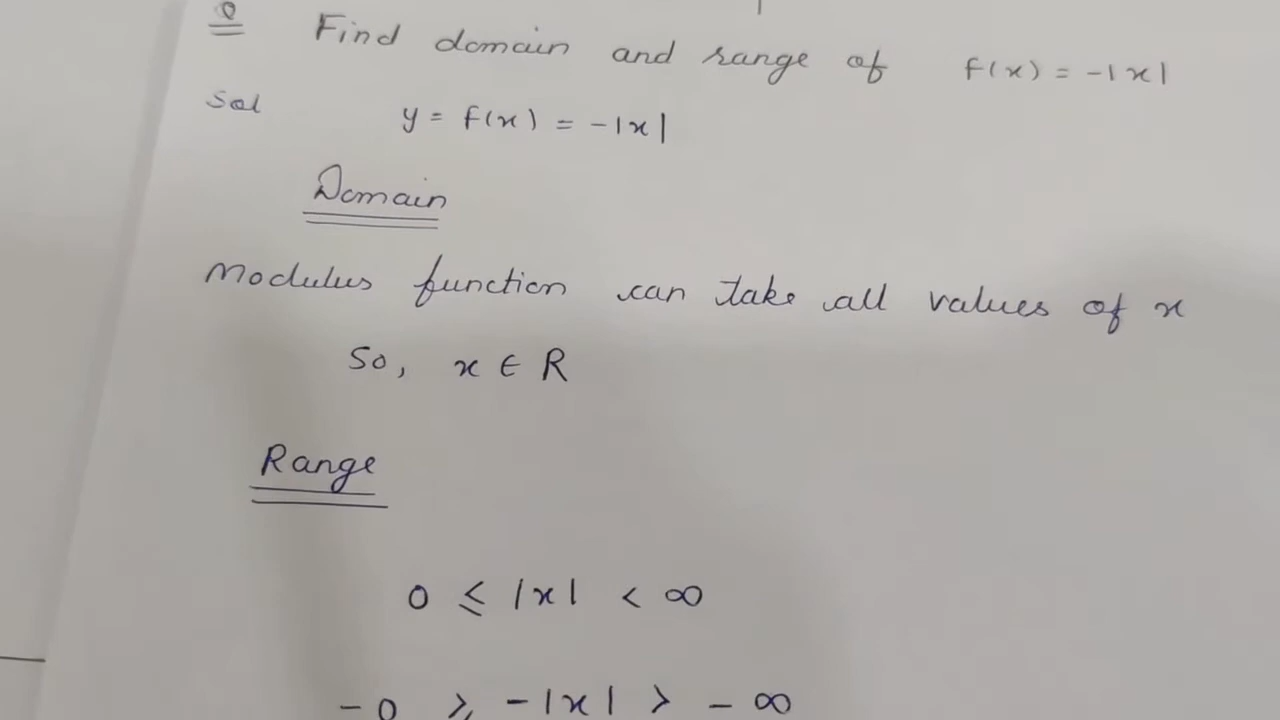 Q Find domain and range of f(x) = -|x|
Sol y = f(x) = -|x|
Domain
Modulus function can take all values of x
So, x ∈ R
Range
0 ≤ |x| < ∞
-0 ≥ -|x| > -∞